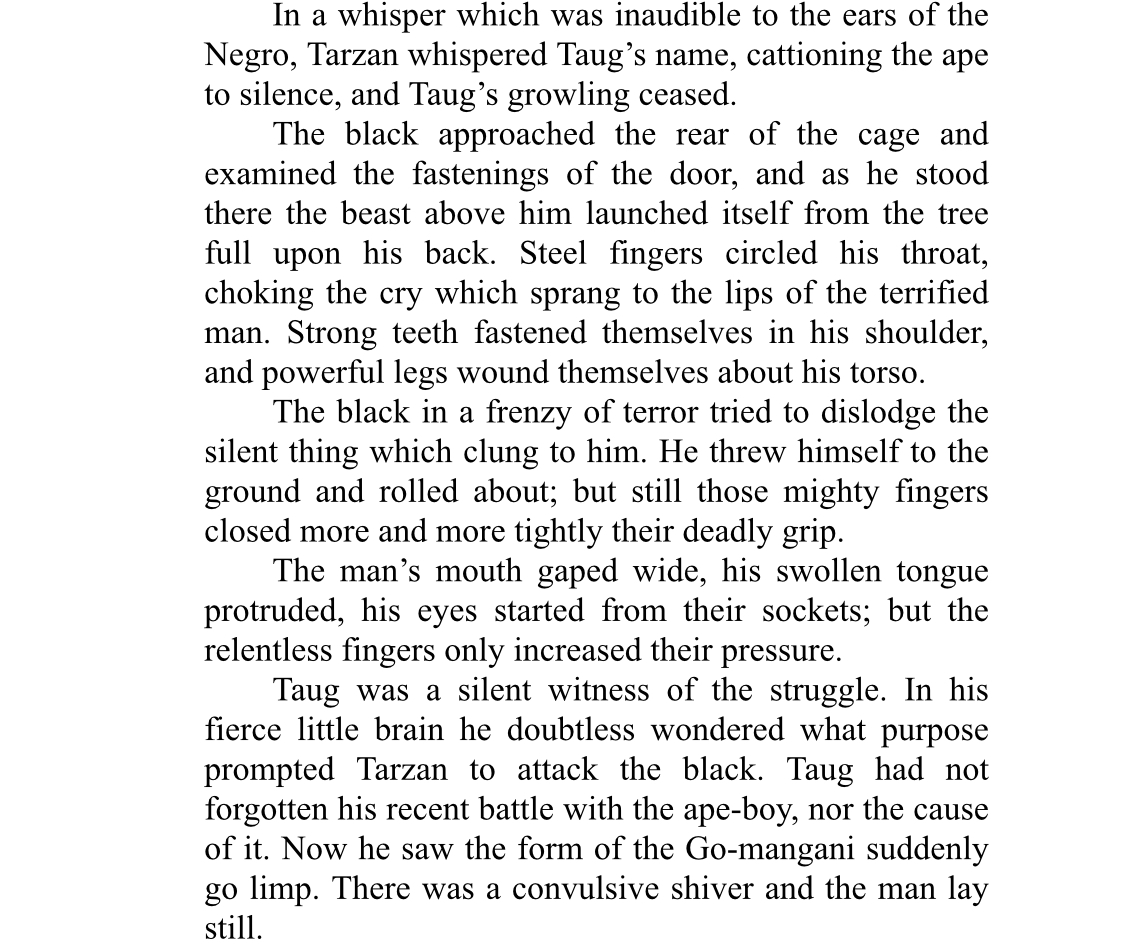 In a whisper which was inaudible to the ears of the
Negro, Tarzan whispered Taug’s name, cattioning the ape
to silence, and Taug’s growling ceased.
The black approached the rear of the cage and
examined the fastenings of the door, and as he stood
there the beast above him launched itself from the tree
full upon his back. Steel fingers circled his throat,
choking the cry which sprang to the lips of the terrified
man. Strong teeth fastened themselves in his shoulder,
and powerful legs wound themselves about his torso.
The black in a frenzy of terror tried to dislodge the
silent thing which clung to him. He threw himself to the
ground and rolled about; but still those mighty fingers
closed more and more tightly their deadly grip.
The man’s mouth gaped wide, his swollen tongue
protruded, his eyes started from their sockets; but the
relentless fingers only increased their pressure.
Taug was a silent witness of the struggle. In his
fierce little brain he doubtless wondered what purpose
prompted Tarzan to attack the black. Taug had not
forgotten his recent battle with the ape-boy, nor the cause
of it. Now he saw the form of the Go-mangani suddenly
go limp. There was a convulsive shiver and the man lay
still.